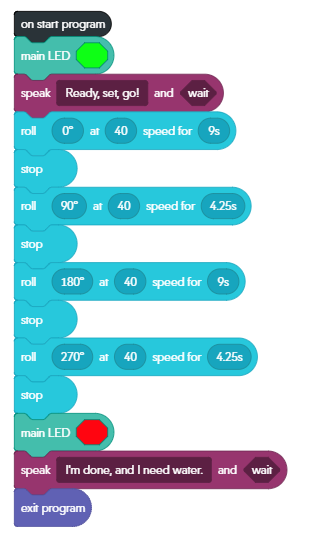 on start program
main LED
speak Ready, set, go! and wait
roll 0° at 40 speed for 9s
stop
roll 90° at 40 speed for 4.25s
stop
roll 180° at 40 speed for 9s
stop
roll 270° at 40 speed for 4.25s
stop
main LED
speak I'm done, and I need water. and wait
exit program